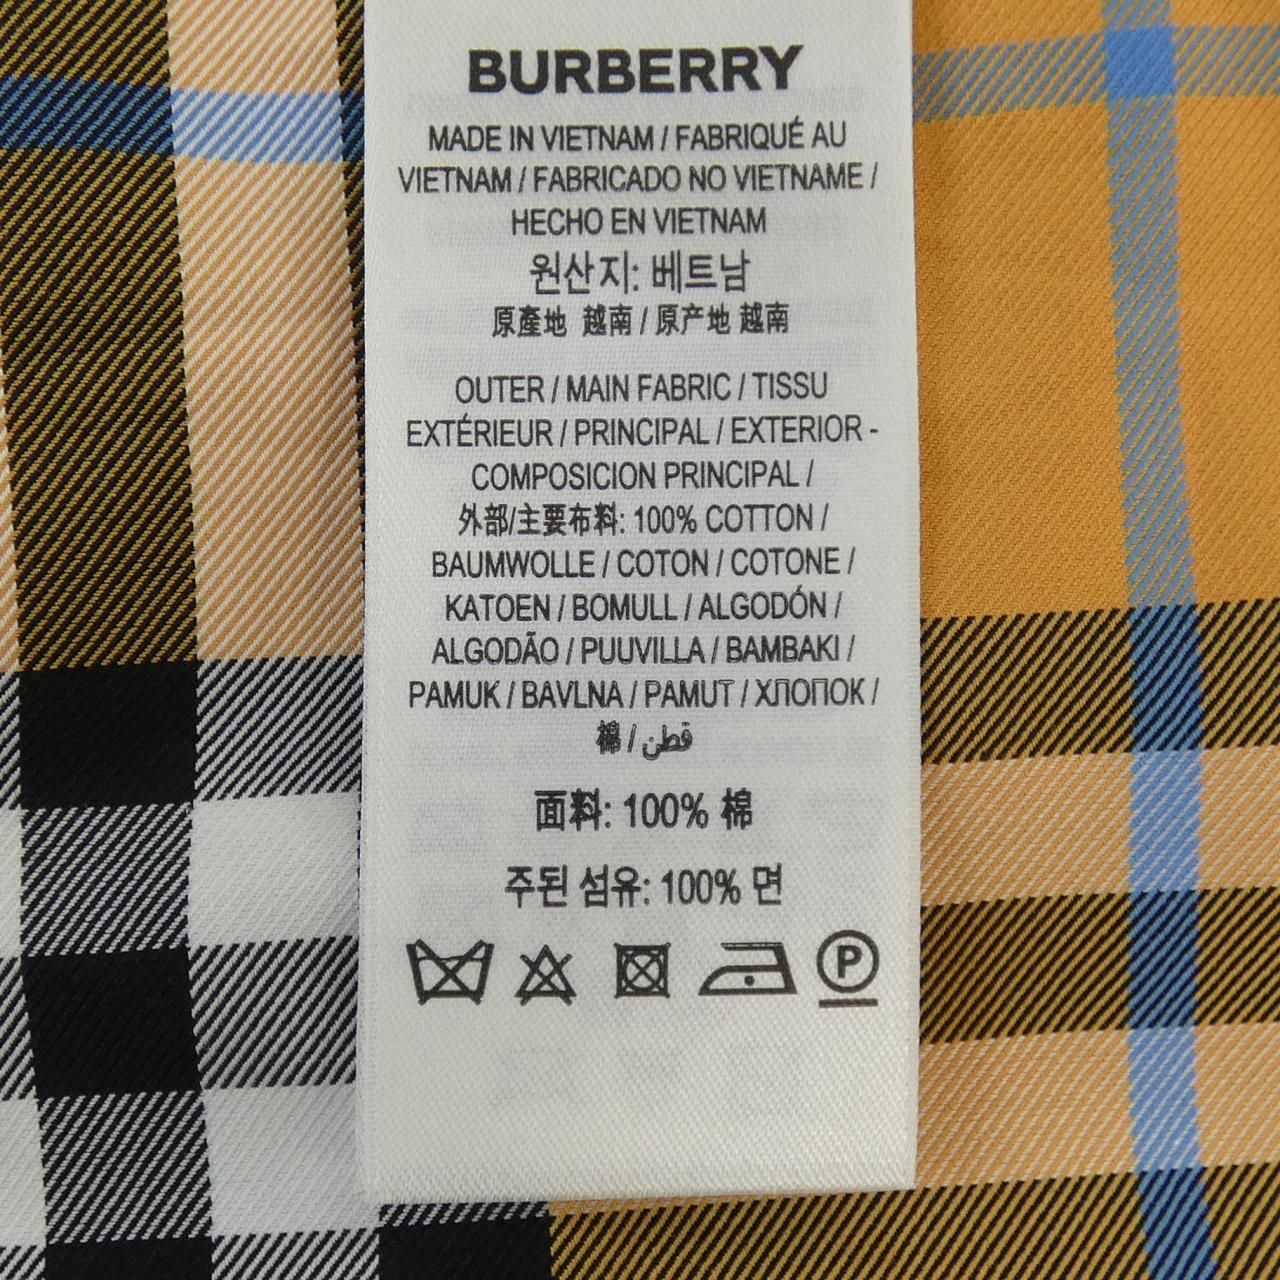 BURBERRY
MADE IN VIETNAM / FABRIQUÉ AU
VIETNAM / FABRICADO NO VIETNAME /
HECHO EN VIETNAM
원산지: 베트남
原產地 越南 / 原产地 越南
OUTER / MAIN FABRIC / TISSU
EXTÉRIEUR / PRINCIPAL / EXTERIOR -
COMPOSICION PRINCIPAL /
外部/主要布料: 100% COTTON /
BAUMWOLLE / COTON / COTONE /
KATOEN / BOMULL / ALGODÓN /
ALGODÃO / PUUVILLA / BAMBAKI /
PAMUK / BAVLNA / PAMUT / ХЛОПОК /
棉 / قطن
面料: 100% 棉
주된 섬유: 100% 면
P